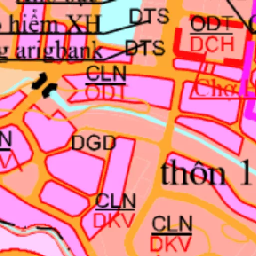 hiểm XH
DTS
ODT
arigbank
DTS
DCH
CLN
ODT
Chợ
DGD
thôn 1
CLN
DKV
CLN
DKV